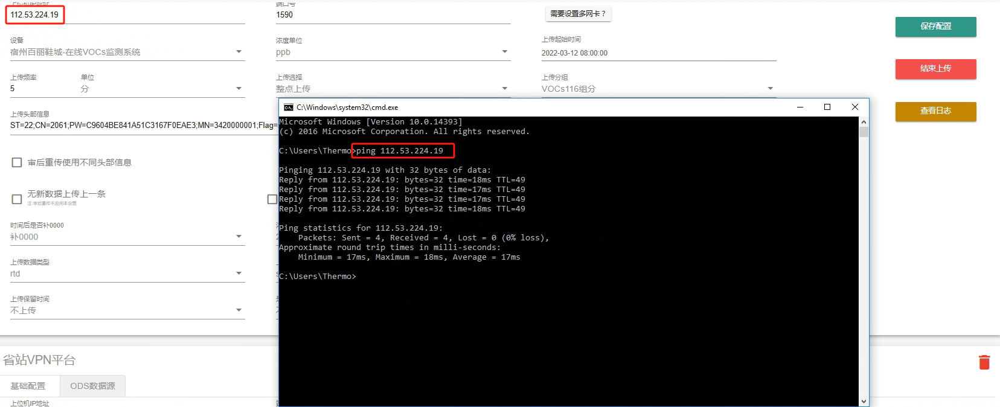 112.53.224.19
端口号
1590
需要设置多网卡？
保存配置
设备
宿州百丽鞋城-在线VOCs监测系统
浓度单位
ppb
上传起始时间
2022-03-12 08:00:00
结束上传
上传频率
5
单位
分
上传选择
整点上传
上传分组
VOCs116组分
查看日志
上传头部信息
ST=22;CN=2061;PW=C9604BE841A51C3167F0EAE3;MN=3420000001;Flag=
审后重传使用不同头部信息
无新数据上传上一条
注:审后重传不应用本设置
时间后是否补0000
补0000
上传数据类型
rtd
上传保留时间
不上传
C:\Windows\system32\cmd.exe
Microsoft Windows [Version 10.0.14393]
(c) 2016 Microsoft Corporation. All rights reserved.
C:\Users\Thermo>ping 112.53.224.19
Pinging 112.53.224.19 with 32 bytes of data:
Reply from 112.53.224.19: bytes=32 time=18ms TTL=49
Reply from 112.53.224.19: bytes=32 time=17ms TTL=49
Reply from 112.53.224.19: bytes=32 time=17ms TTL=49
Reply from 112.53.224.19: bytes=32 time=18ms TTL=49
Ping statistics for 112.53.224.19:
Packets: Sent = 4, Received = 4, Lost = 0 (0% loss),
Approximate round trip times in milli-seconds:
Minimum = 17ms, Maximum = 18ms, Average = 17ms
C:\Users\Thermo>
省站VPN平台
基础配置
ODS数据源
上位机IP地址